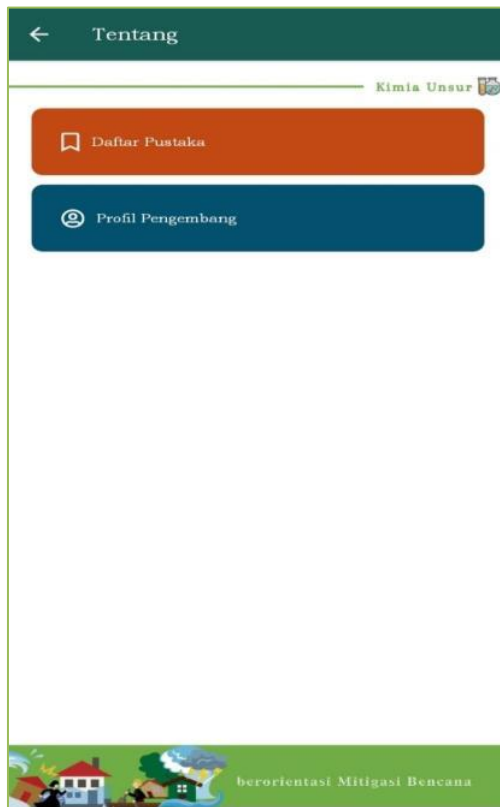 Tentang
Kimia Unsur
Daftar Pustaka
Profil Pengembang
berorientasi Mitigasi Bencana